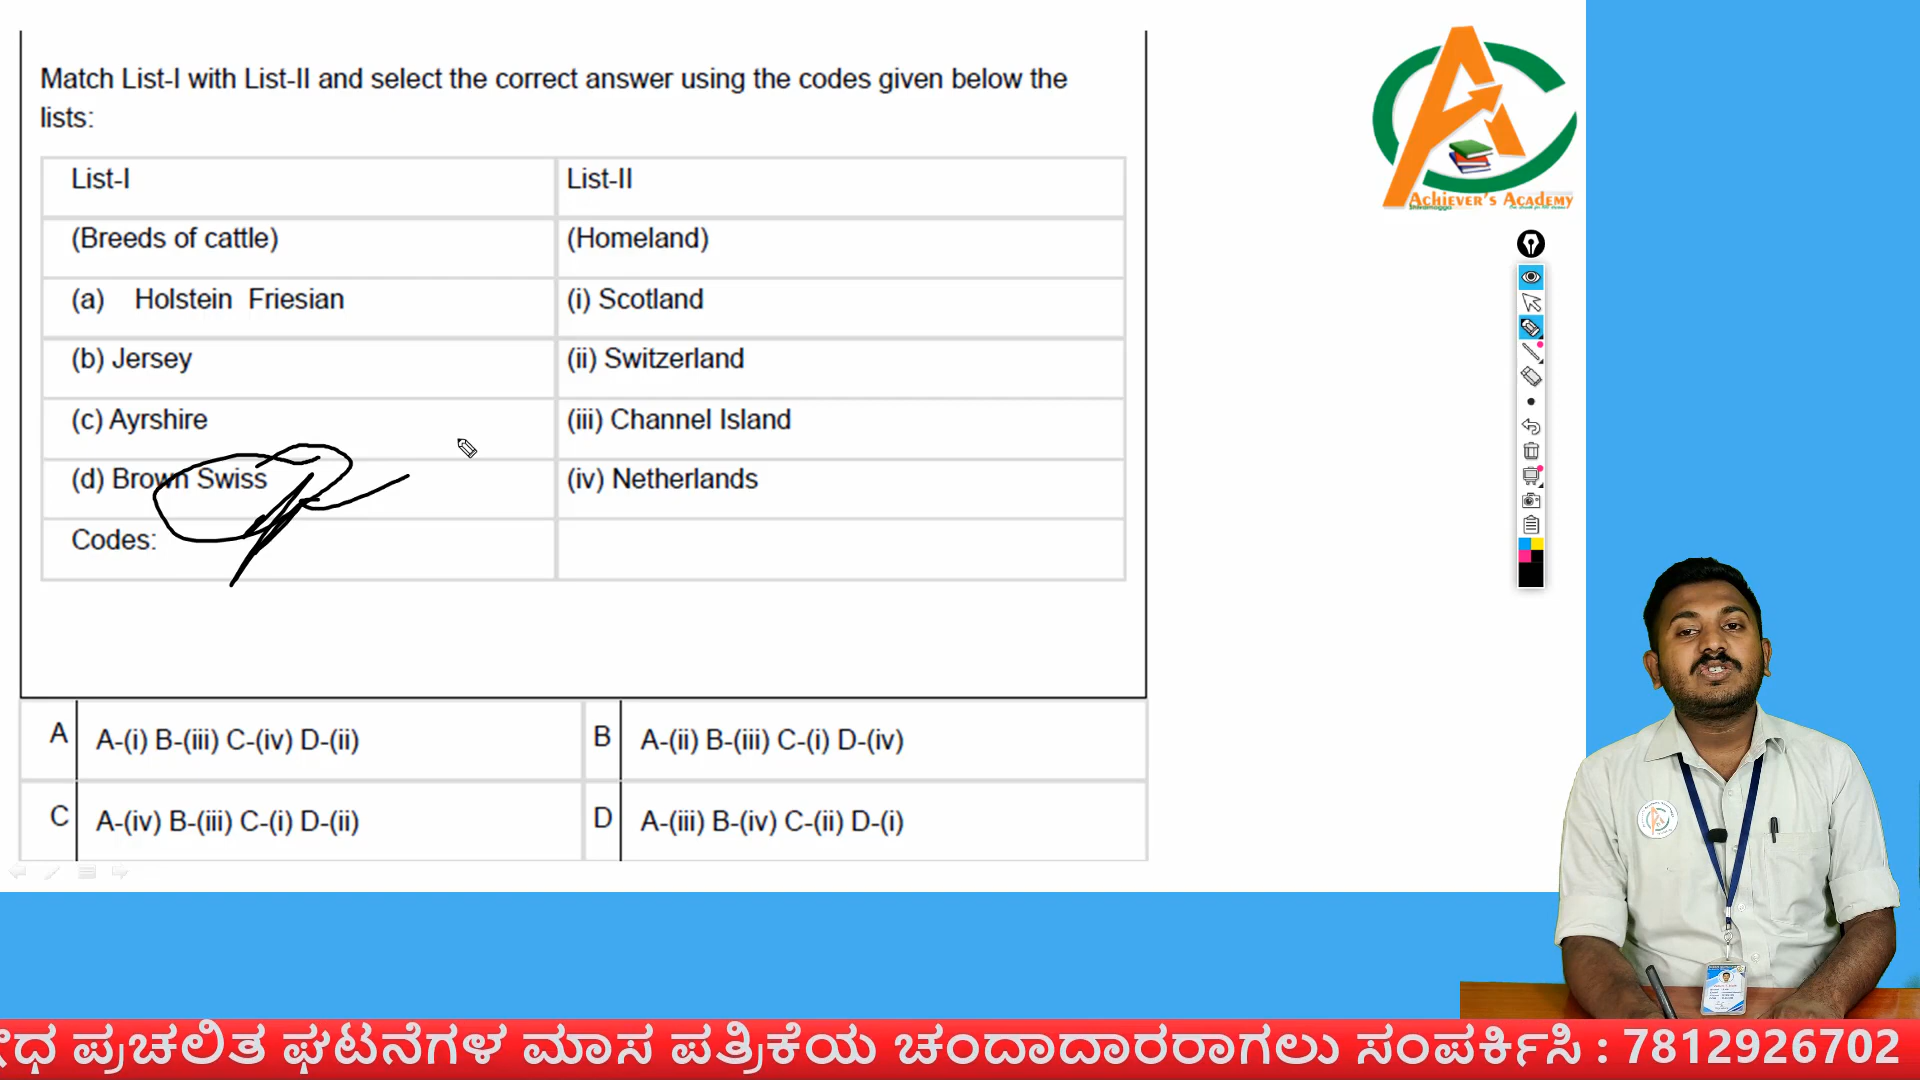 Match List-I with List-II and select the correct answer using the codes given below the
lists:
List-I
List-II
(Breeds of cattle)
(Homeland)
(a) Holstein Friesian
(i) Scotland
(b) Jersey
(ii) Switzerland
(c) Ayrshire
(iii) Channel Island
(d) Brown Swiss
(iv) Netherlands
Codes:
A
A-(i) B-(iii) C-(iv) D-(ii)
B
A-(ii) B-(iii) C-(i) D-(iv)
C
A-(iv) B-(iii) C-(i) D-(ii)
D
A-(iii) B-(iv) C-(ii) D-(i)
ACHIEVER'S ACADEMY
ಪ್ರಚಲಿತ ಘಟನೆಗಳ ಮಾಸ ಪತ್ರಿಕೆಯ ಚಂದಾದಾರರಾಗಲು ಸಂಪರ್ಕಿಸಿ : 7812926702